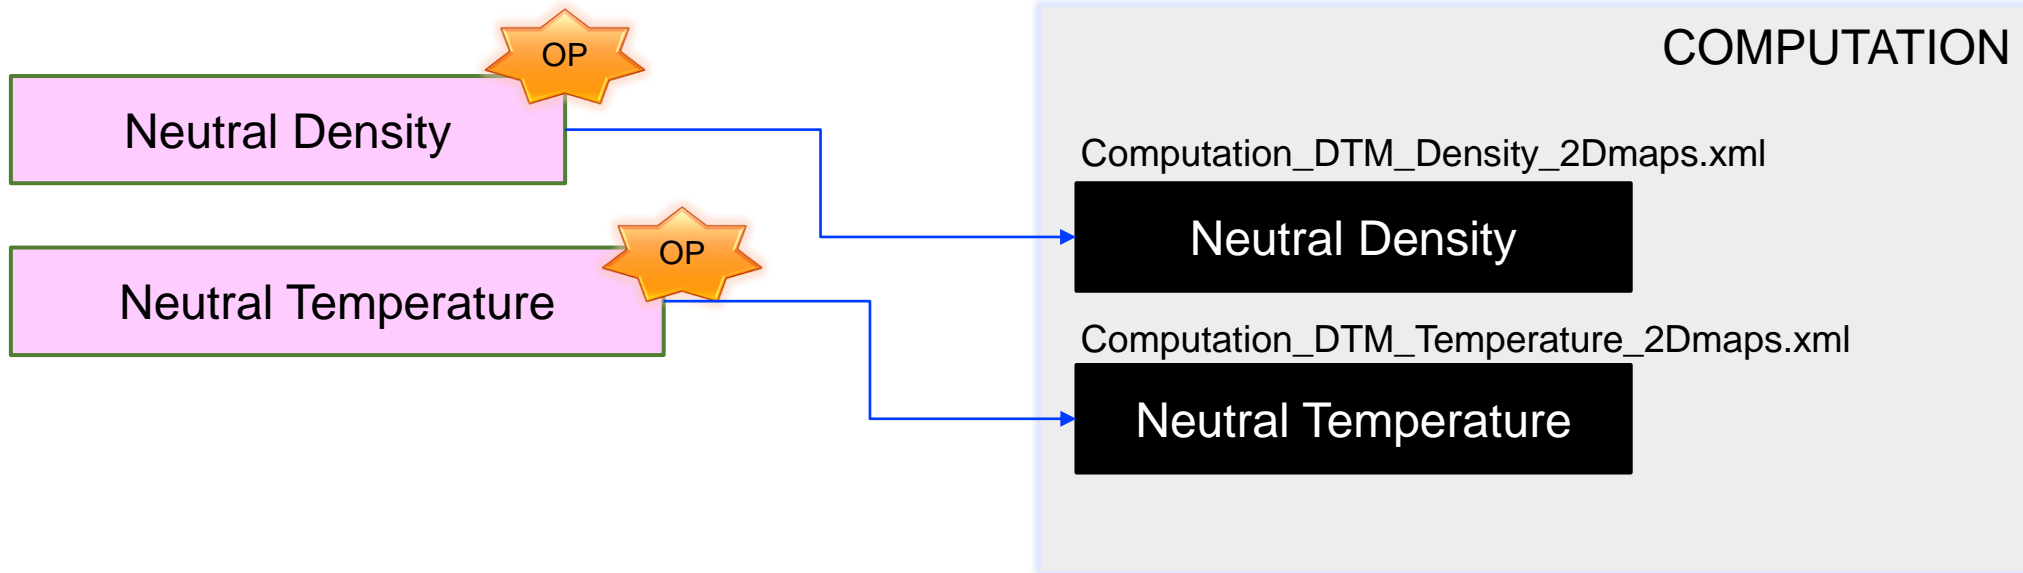 OP
Neutral Density
OP
Neutral Temperature
COMPUTATION
Computation_DTM_Density_2Dmaps.xml
Neutral Density
Computation_DTM_Temperature_2Dmaps.xml
Neutral Temperature